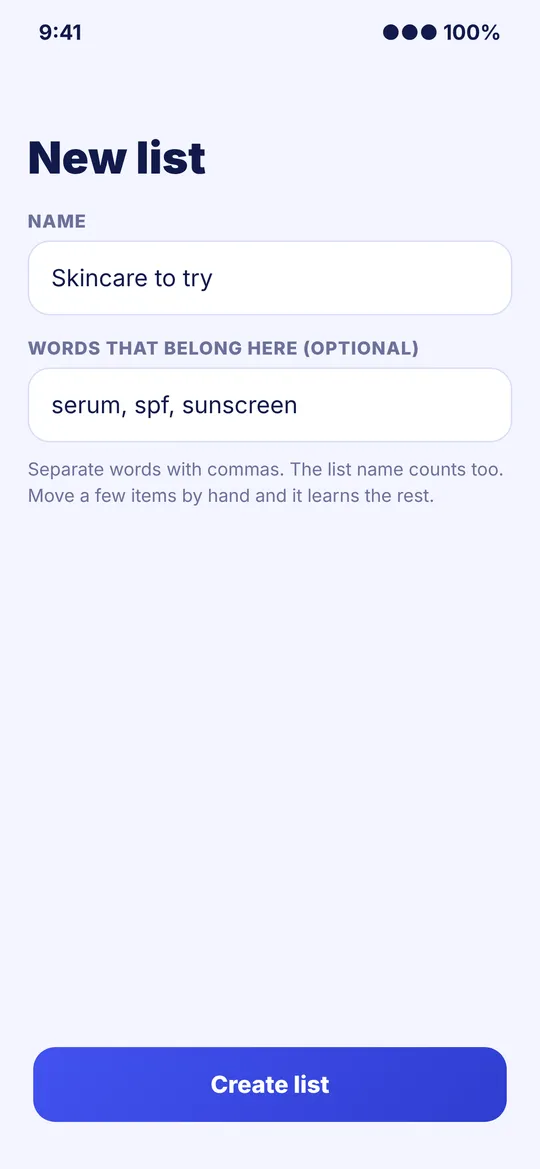 9:41
100%
New list
NAME
Skincare to try
WORDS THAT BELONG HERE (OPTIONAL)
serum, spf, sunscreen
Separate words with commas. The list name counts too.
Move a few items by hand and it learns the rest.
Create list